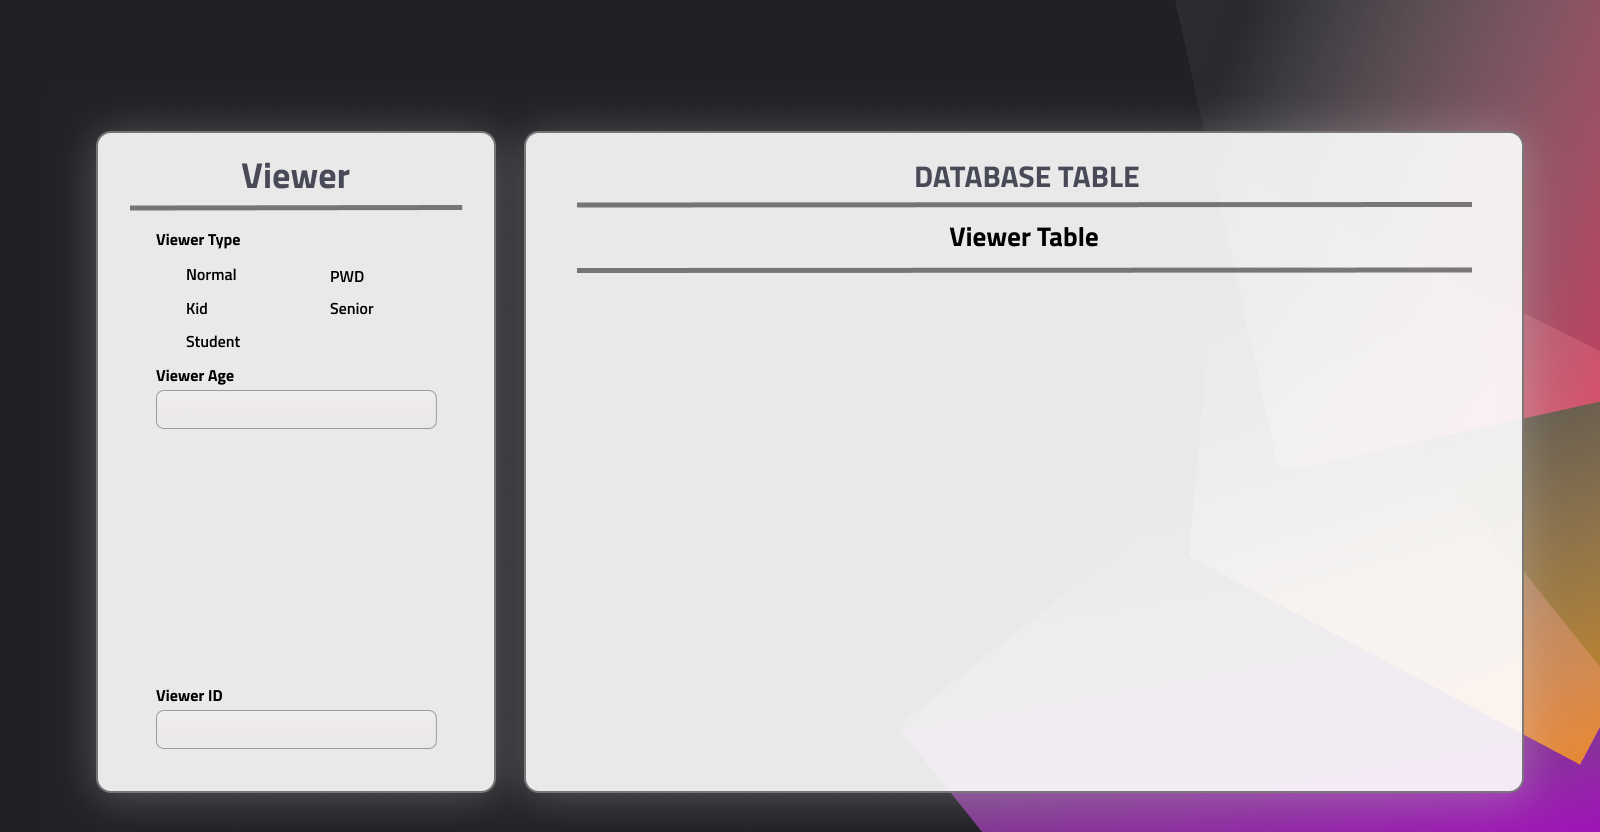 Viewer
Viewer Type
Normal PWD
Kid Senior
Student
Viewer Age
Viewer ID
DATABASE TABLE
Viewer Table